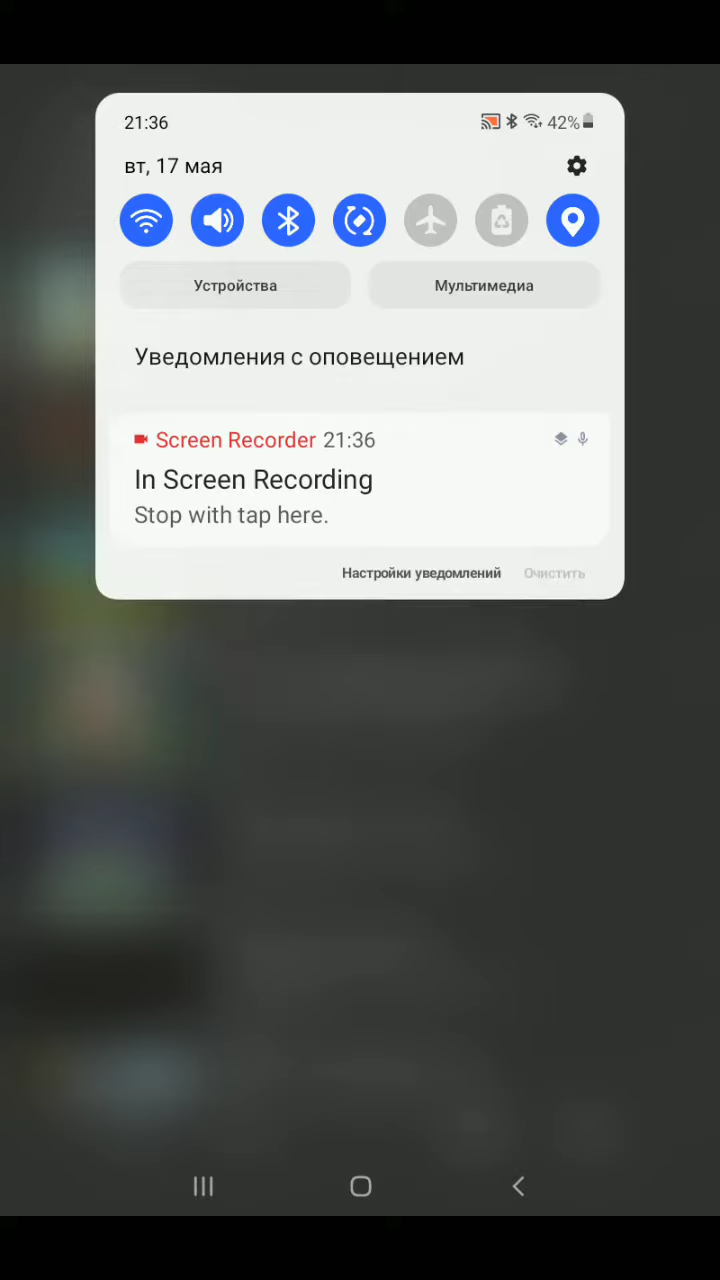 21:36
42%
вт, 17 мая
Устройства
Мультимедиа
Уведомления с оповещением
Screen Recorder 21:36
In Screen Recording
Stop with tap here.
Настройки уведомлений
Очистить